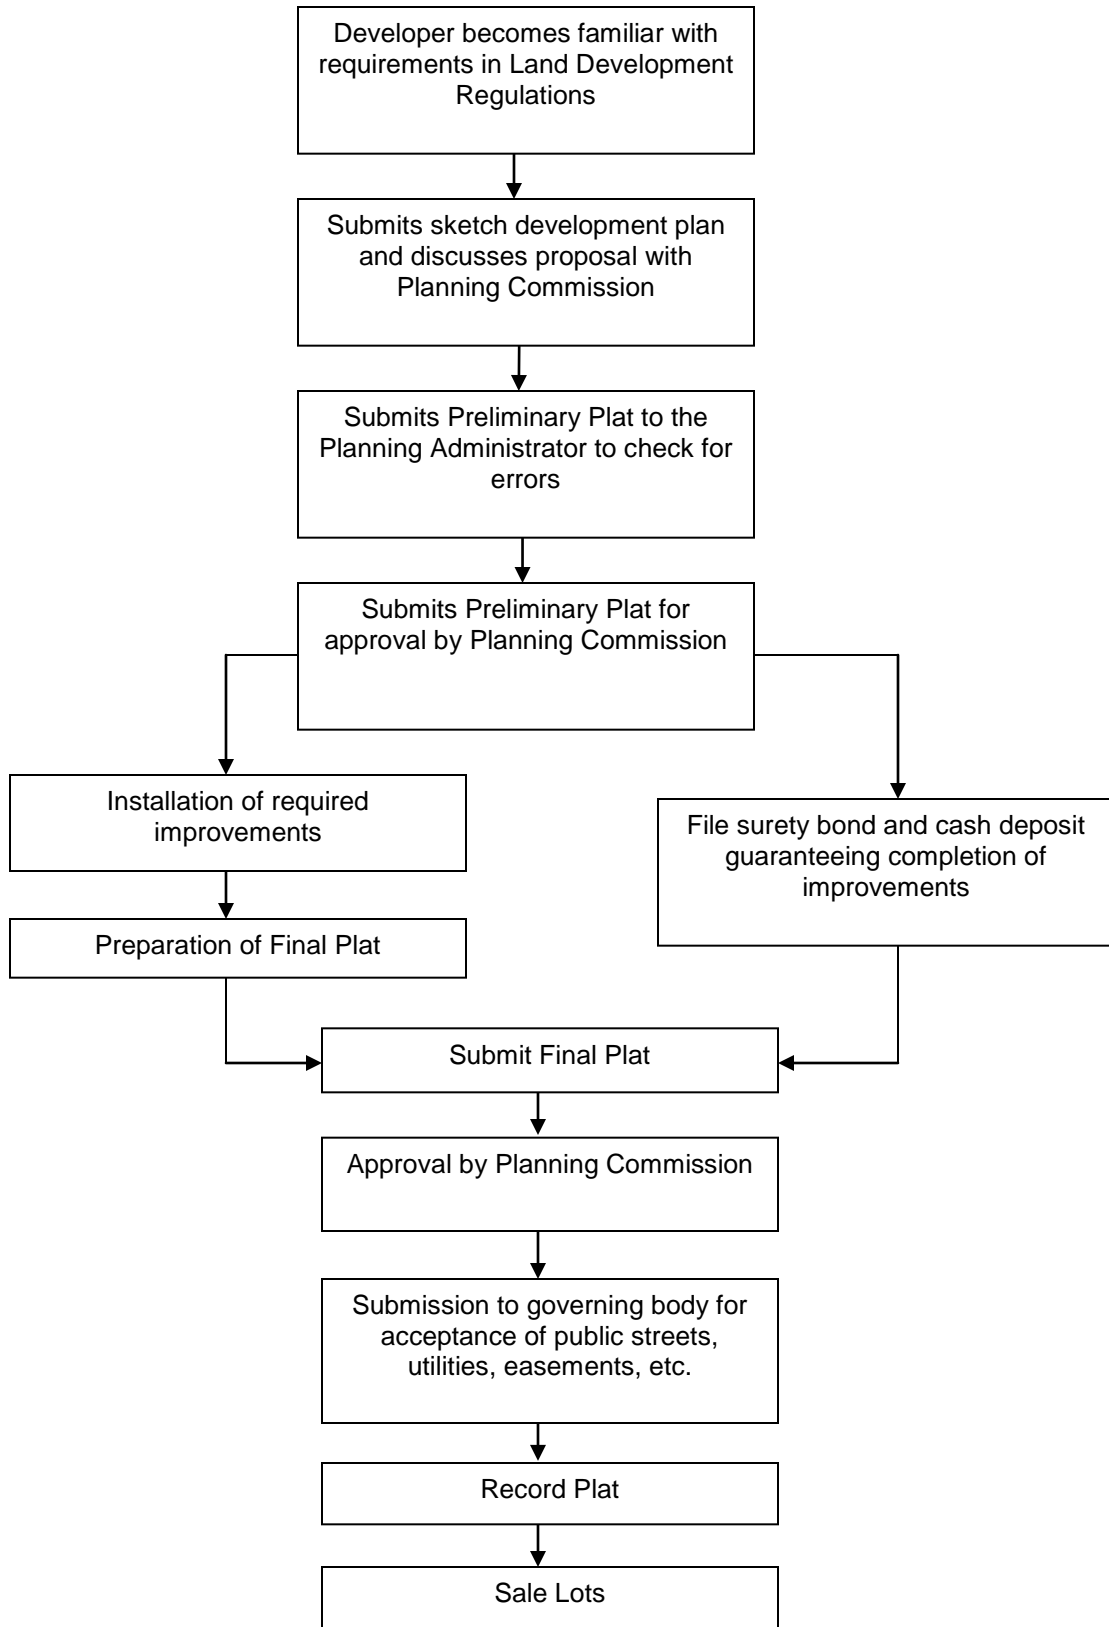 Developer becomes familiar with
requirements in Land Development
Regulations
Submits sketch development plan
and discusses proposal with
Planning Commission
Submits Preliminary Plat to the
Planning Administrator to check for
errors
Submits Preliminary Plat for
approval by Planning Commission
Installation of required
improvements
Preparation of Final Plat
File surety bond and cash deposit
guaranteeing completion of
improvements
Submit Final Plat
Approval by Planning Commission
Submission to governing body for
acceptance of public streets,
utilities, easements, etc.
Record Plat
Sale Lots